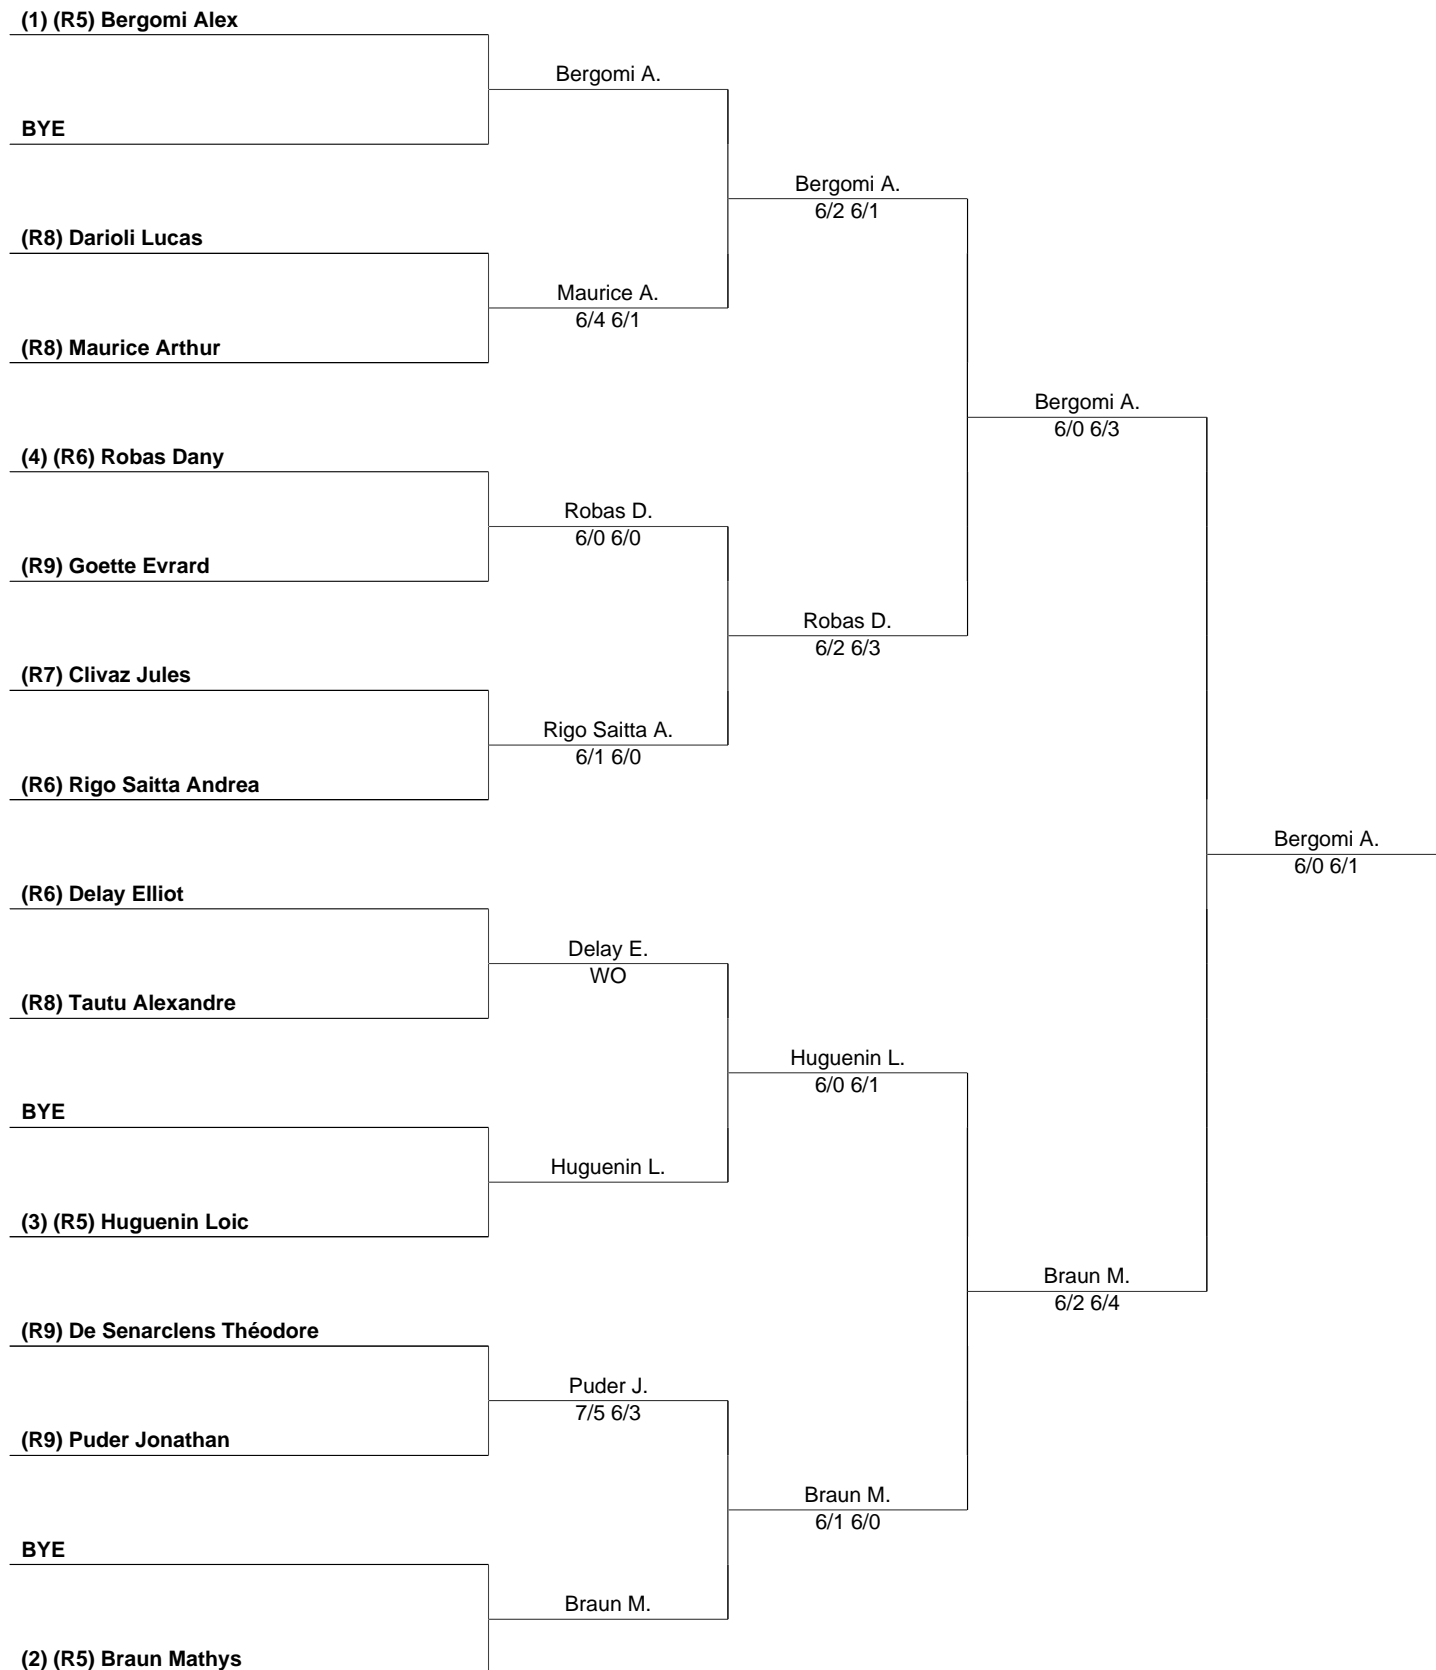 (1) (R5) Bergomi Alex
Bergomi A.
BYE
Bergomi A.
6/2 6/1
(R8) Darioli Lucas
Maurice A.
6/4 6/1
(R8) Maurice Arthur
Bergomi A.
6/0 6/3
(4) (R6) Robas Dany
Robas D.
6/0 6/0
(R9) Goette Evrard
Robas D.
6/2 6/3
(R7) Clivaz Jules
Rigo Saitta A.
6/1 6/0
(R6) Rigo Saitta Andrea
Bergomi A.
6/0 6/1
(R6) Delay Elliot
Delay E.
WO
(R8) Tautu Alexandre
Huguenin L.
6/0 6/1
BYE
Huguenin L.
(3) (R5) Huguenin Loic
Braun M.
6/2 6/4
(R9) De Senarclens Théodore
Puder J.
7/5 6/3
(R9) Puder Jonathan
Braun M.
6/1 6/0
BYE
Braun M.
(2) (R5) Braun Mathys